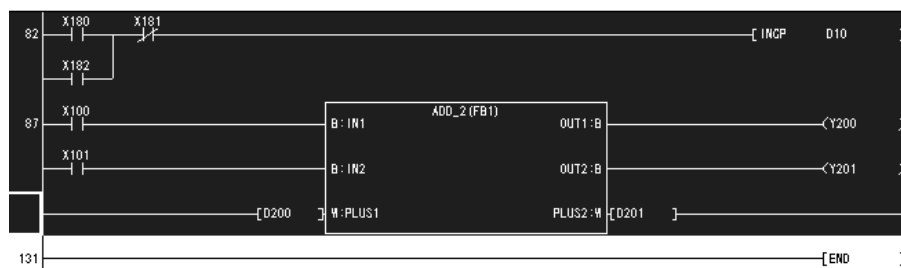 X180 X181
82 [ INCP D10 ]
X182
X100 ADD_2(FB1)
87 B:IN1 OUT1:B (Y200 )
X101
B:IN2 OUT2:B (Y201 )
[D200 ] W:PLUS1 PLUS2:W [D201 ]
131 [END ]